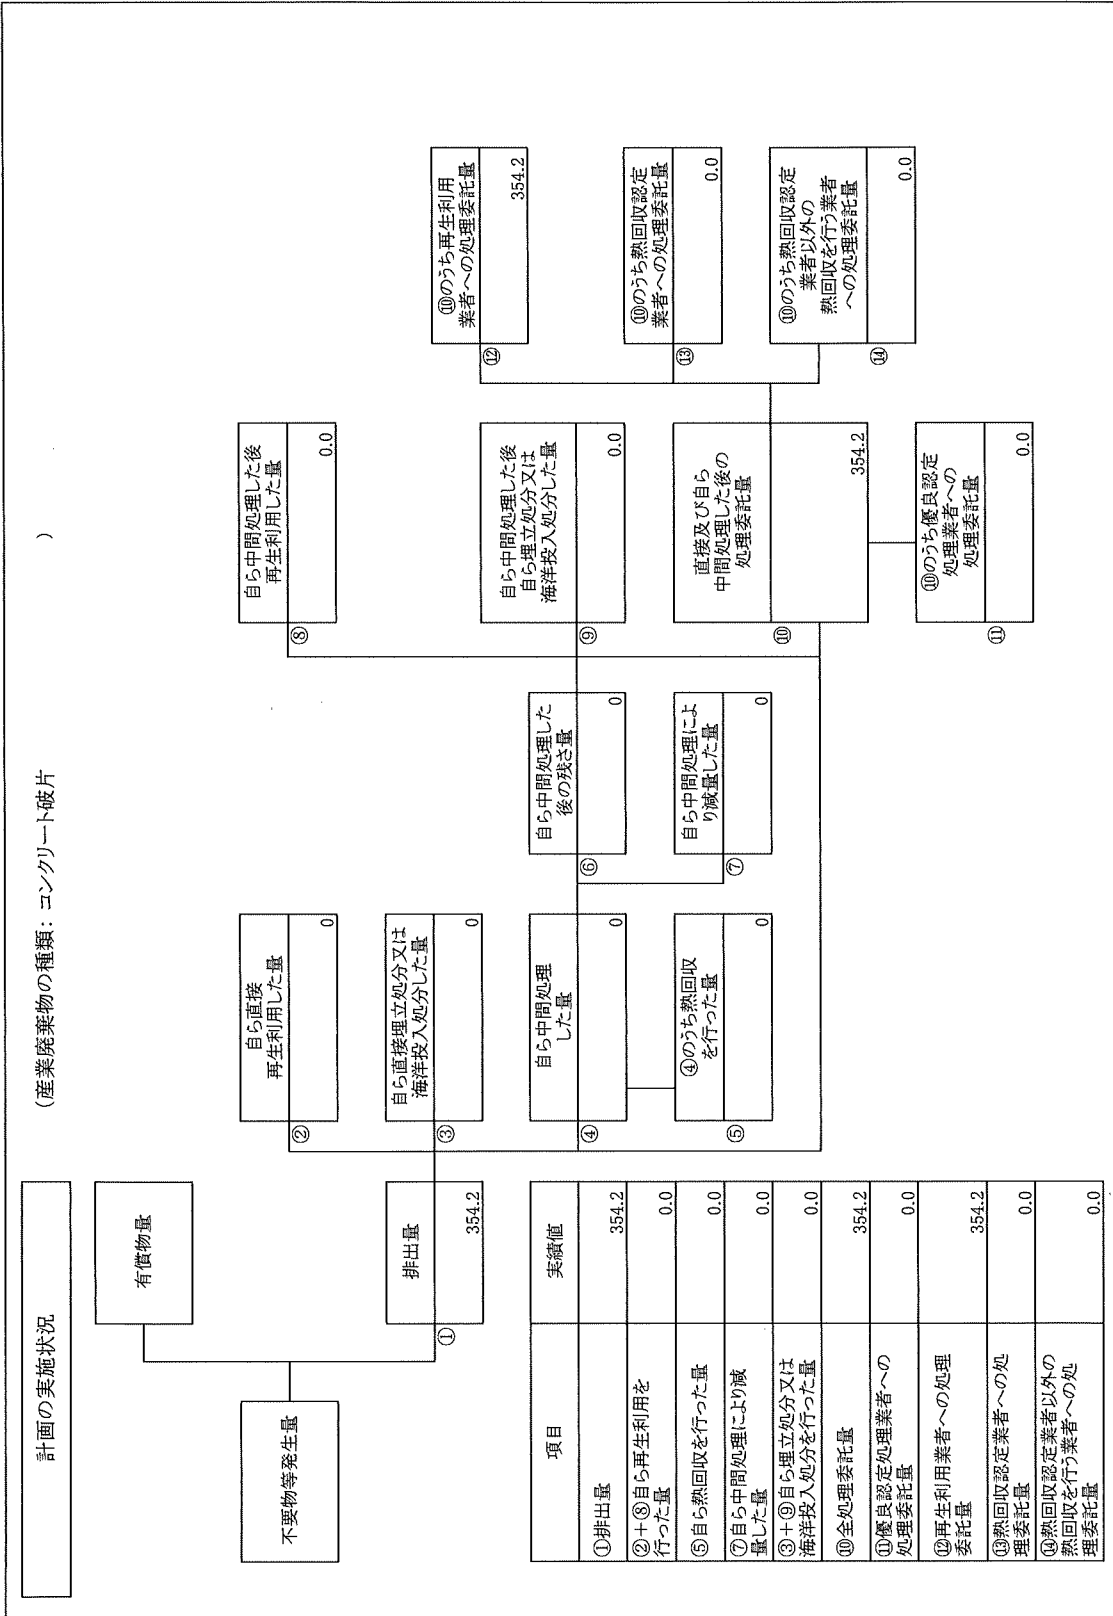 計画の実施状況
(産業廃棄物の種類: コンクリート破片
)
不要物等発生量
有償物量
①
排出量
354.2
②
自ら直接
再生利用した量
0
③
自ら直接埋立処分又は
海洋投入処分した量
0
④
自ら中間処理
した量
0
⑤
④のうち熱回収
を行った量
0
⑥
自ら中間処理した
後の残さ量
0
⑦
自ら中間処理によ
り減量した量
0
⑧
自ら中間処理した後
再生利用した量
0.0
⑨
自ら中間処理した後
自ら埋立処分又は
海洋投入処分した量
0.0
⑩
直接及び自ら
中間処理した後の
処理委託量
354.2
⑪
⑩のうち優良認定
処理業者への
処理委託量
0.0
⑫
⑩のうち再生利用
業者への処理委託量
354.2
⑬
⑩のうち熱回収認定
業者への処理委託量
0.0
⑭
⑩のうち熱回収認定
業者以外の
熱回収を行う業者
への処理委託量
0.0
項目 実績値
①排出量 354.2
②+⑧自ら再生利用を
行った量 0.0
⑤自ら熱回収を行った量 0.0
⑦自ら中間処理により減
量した量 0.0
③+⑨自ら埋立処分又は
海洋投入処分を行った量 0.0
⑩全処理委託量 354.2
⑪優良認定処理業者への
処理委託量 0.0
⑫再生利用業者への処理
委託量 354.2
⑬熱回収認定業者への処
理委託量 0.0
⑭熱回収認定業者以外の
熱回収を行う業者への処
理委託量 0.0